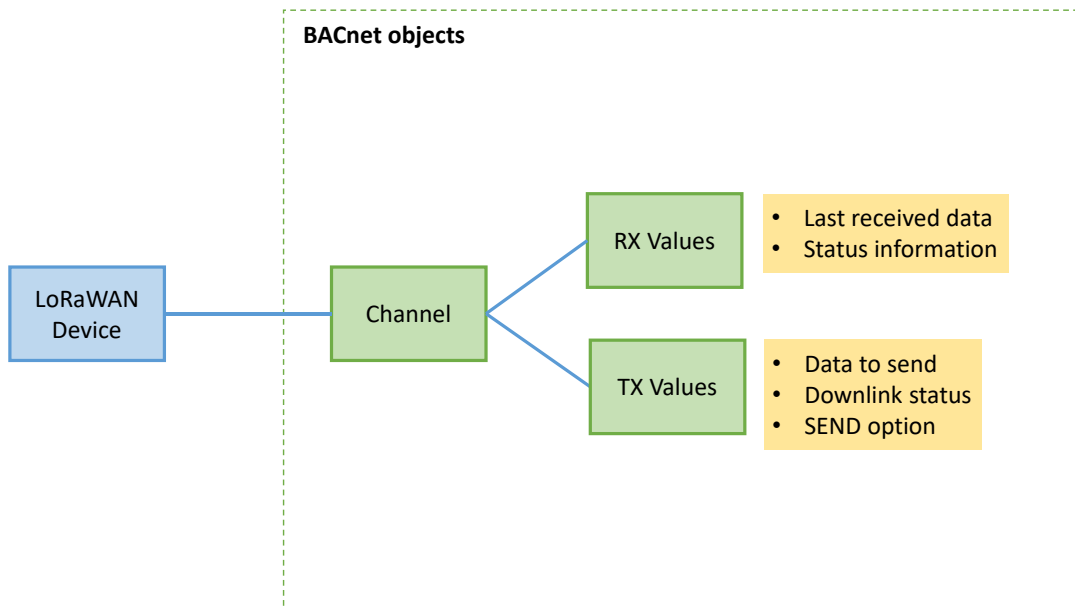 BACnet objects
LoRaWAN
Device
Channel
RX Values
• Last received data
• Status information
TX Values
• Data to send
• Downlink status
• SEND option